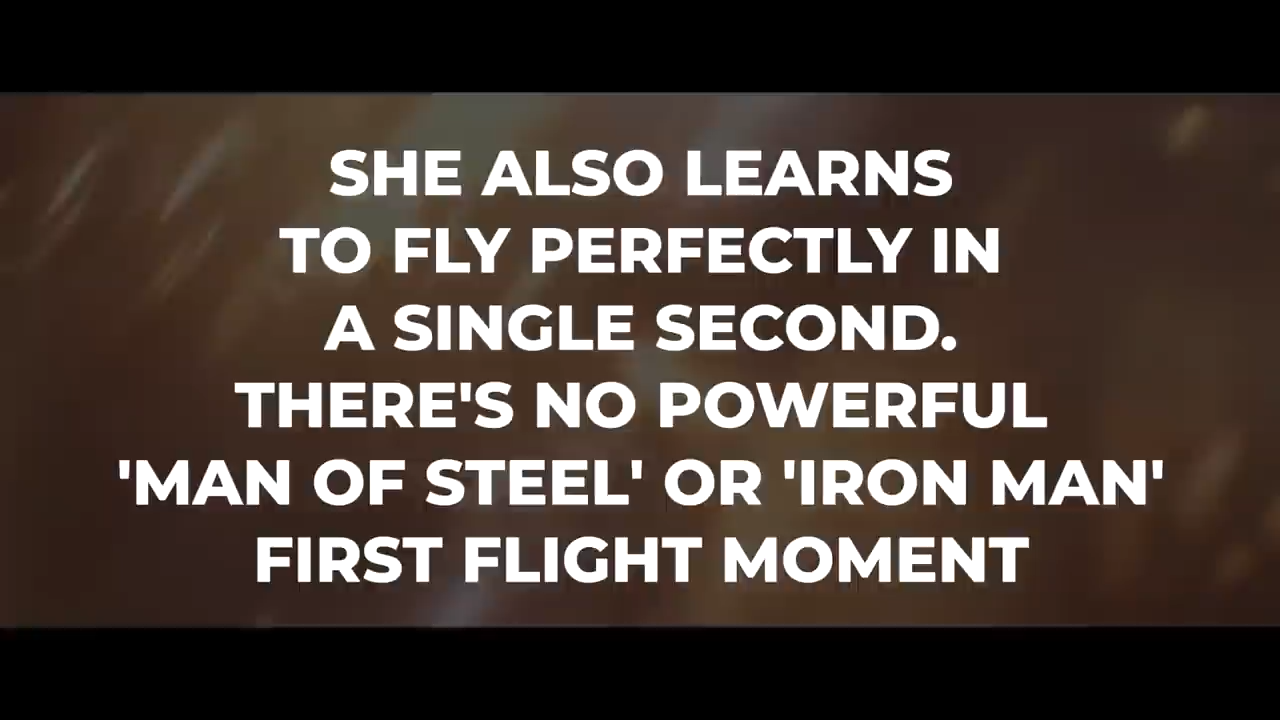 SHE ALSO LEARNS
TO FLY PERFECTLY IN
A SINGLE SECOND.
THERE'S NO POWERFUL
'MAN OF STEEL' OR 'IRON MAN'
FIRST FLIGHT MOMENT